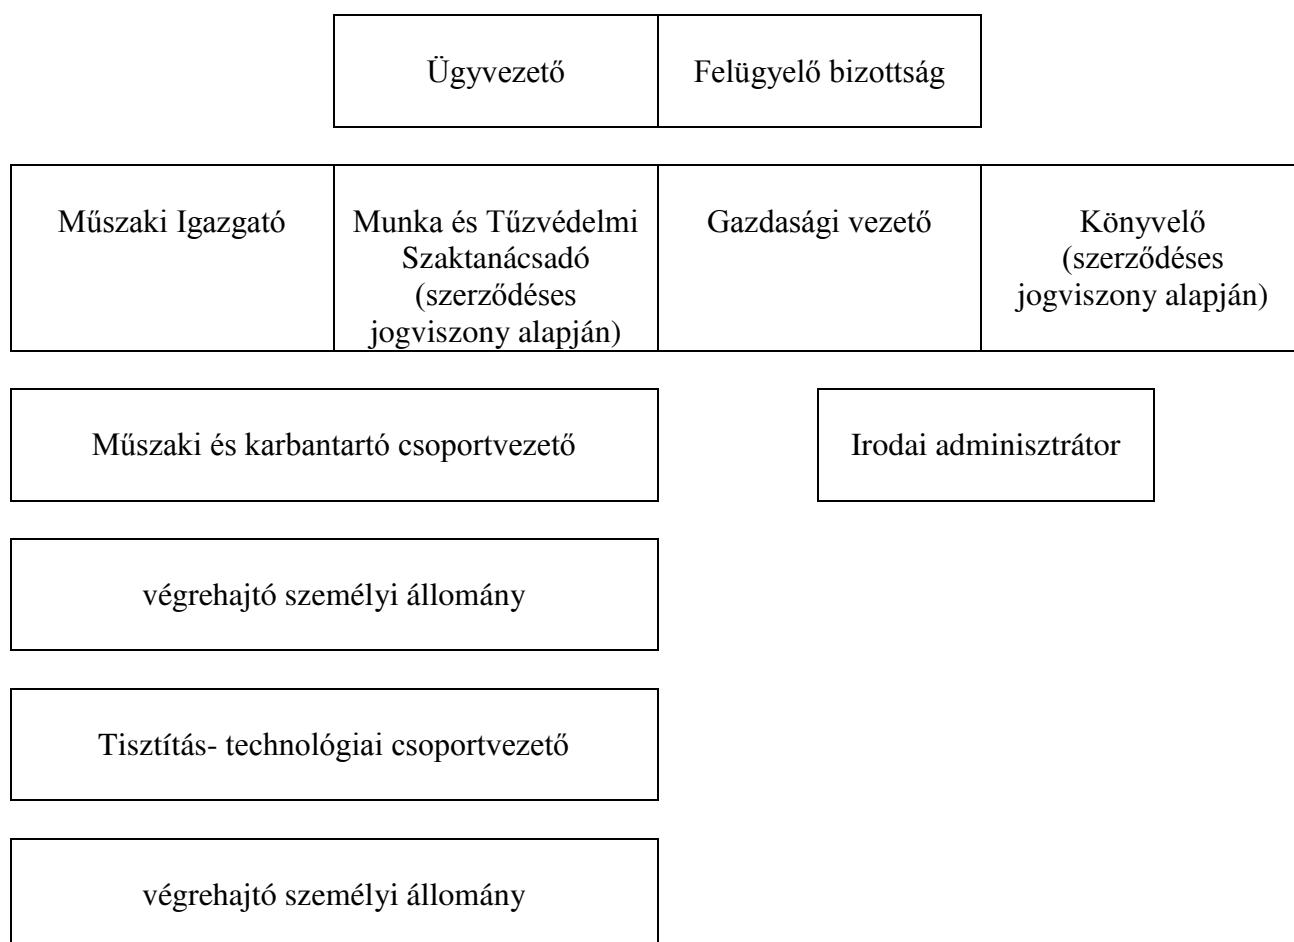 Ügyvezető
Felügyelő bizottság
Műszaki Igazgató
Munka és Tűzvédelmi
Szaktanácsadó
(szerződéses
jogviszony alapján)
Gazdasági vezető
Könyvelő
(szerződéses
jogviszony alapján)
Műszaki és karbantartó csoportvezető
Irodai adminisztrátor
végrehajtó személyi állomány
Tisztítás- technológiai csoportvezető
végrehajtó személyi állomány